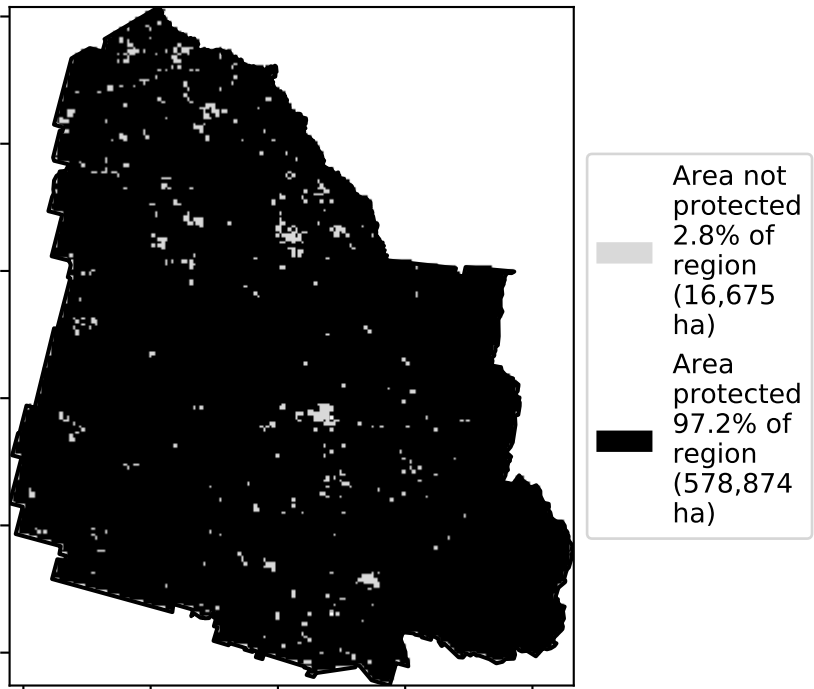 Area not
protected
2.8% of
region
(16,675
ha)
Area
protected
97.2% of
region
(578,874
ha)